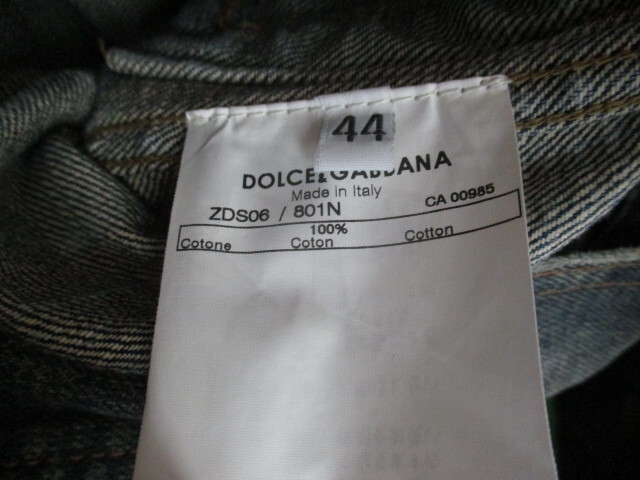 44
DOLCE&GABBANA
Made in Italy
ZDS06 / 801N CA 00985
100%
Cotone Coton Cotton